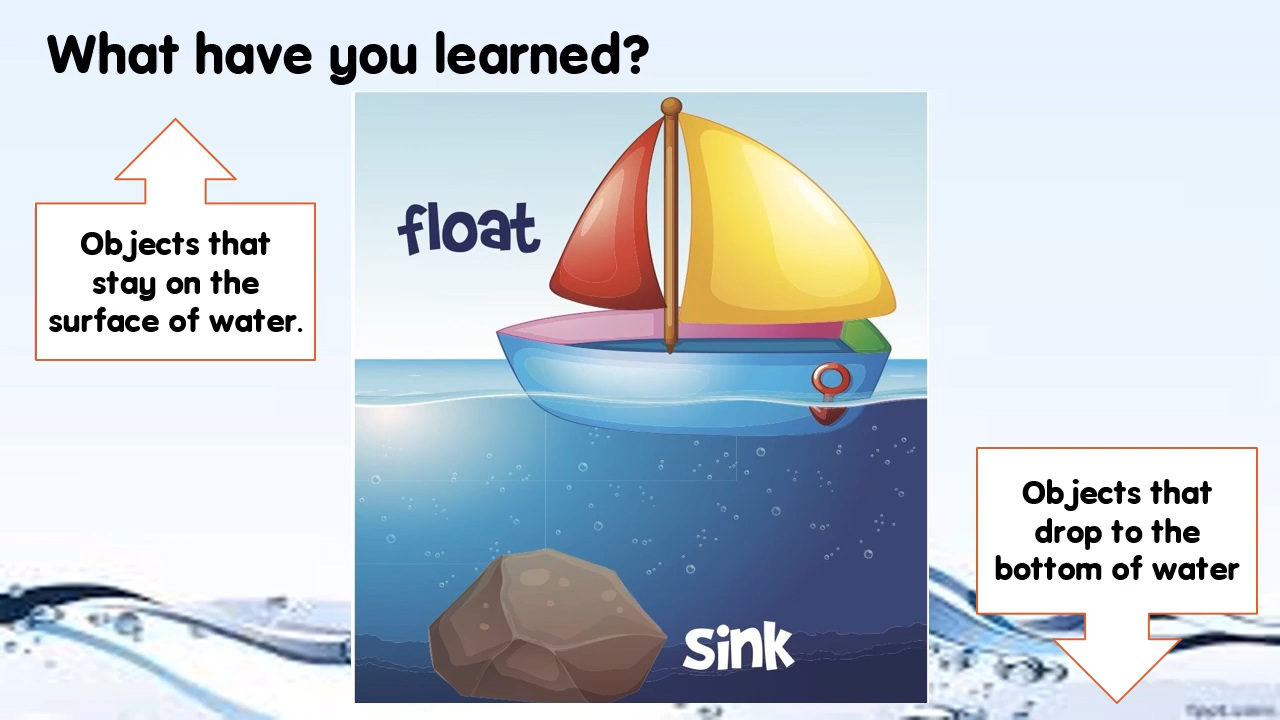 What have you learned?
Objects that
stay on the
surface of water.
float
Objects that
drop to the
bottom of water
sink